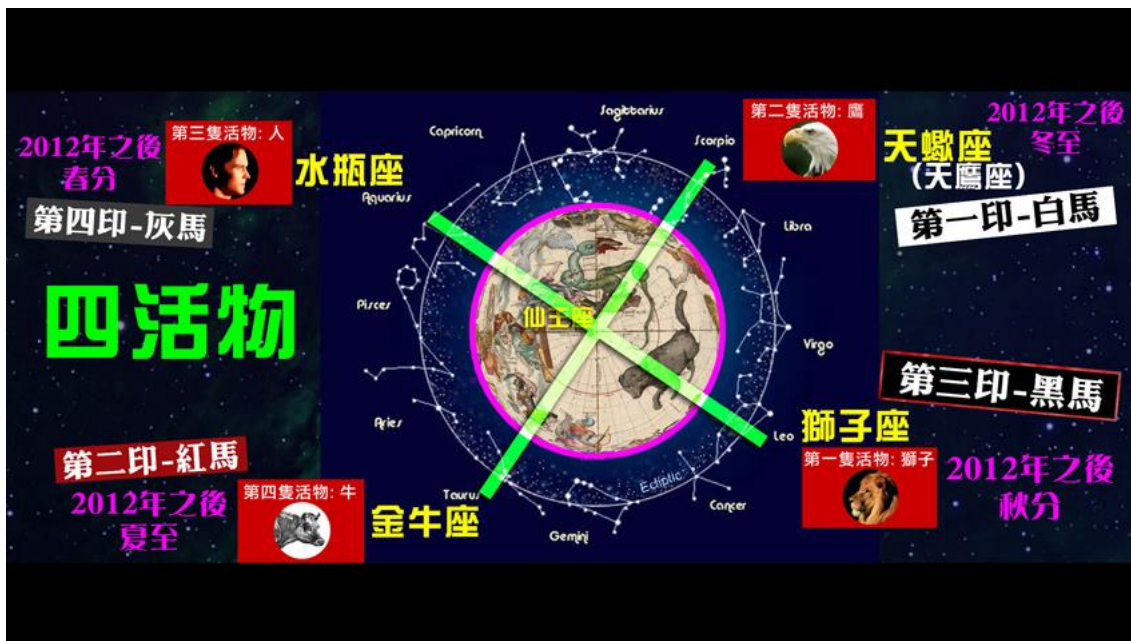 2012年之後
春分
第三隻活物: 人
水瓶座
第四印-灰馬
四活物
第二印-紅馬
2012年之後
夏至
第四隻活物: 牛
金牛座
Capricorn
Sagittarius
Scorpio
Aquarius
Libra
Pisces
仙王座
Virgo
Aries
Leo
Taurus
Ecliptic
Cancer
Gemini
第二隻活物: 鷹
天蠍座
(天鷹座)
2012年之後
冬至
第一印-白馬
第三印-黑馬
獅子座
第一隻活物: 獅子
2012年之後
秋分